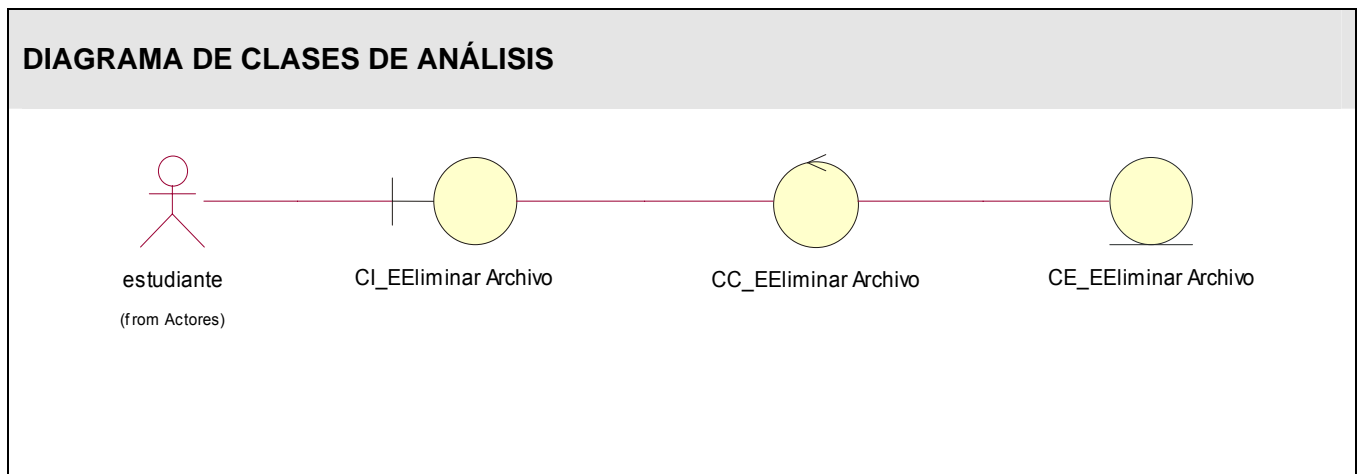 DIAGRAMA DE CLASES DE ANÁLISIS
estudiante
(from Actores)
CI_EEliminar Archivo
CC_EEliminar Archivo
CE_EEliminar Archivo